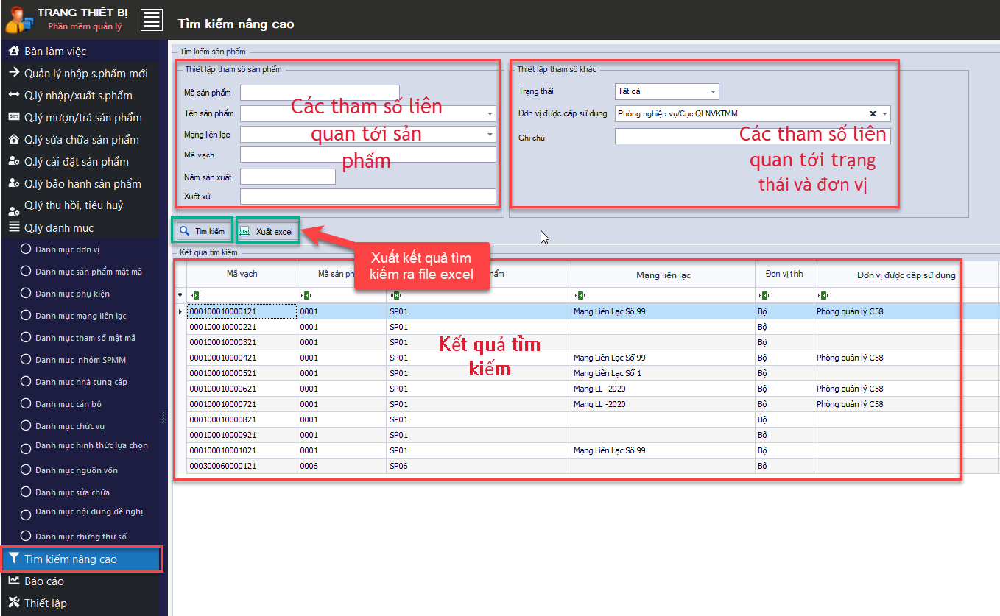 TRANG THIẾT BỊ
Phần mềm quản lý
Tìm kiếm nâng cao
Bàn làm việc
Quản lý nhập s.phẩm mới
Q.lý nhập/xuất s.phẩm
Q.lý mượn/trả sản phẩm
Q.lý sửa chữa sản phẩm
Q.lý cài đặt sản phẩm
Q.lý bảo hành sản phẩm
Q.lý thu hồi, tiêu huỷ
Q.lý danh mục
Danh mục đơn vị
Danh mục sản phẩm mật mã
Danh mục phụ kiện
Danh mục mạng liên lạc
Danh mục tham số mật mã
Danh mục  nhóm SPMM
Danh mục nhà cung cấp
Danh mục cán bộ
Danh mục chức vụ
Danh mục hình thức lựa chọn
Danh mục nguồn vốn
Danh mục sửa chữa
Danh mục nội dung đề nghị
Danh mục chứng thư số
Tìm kiếm nâng cao
Báo cáo
Thiết lập
Tìm kiếm sản phẩm
Thiết lập tham số sản phẩm
Mã sản phẩm
Tên sản phẩm
Mạng liên lạc
Mã vạch
Năm sản xuất
Xuất xứ
Các tham số liên
quan tới sản
phẩm
Thiết lập tham số khác
Trạng thái Tất cả
Đơn vị được cấp sử dụng Phòng nghiệp vụ/Cục QLNVKTMM
Ghi chú
Các tham số liên
quan tới trạng
thái và đơn vị
Tìm kiếm XLSX Xuất excel
Xuất kết quả tìm
kiếm ra file excel
Kết quả tìm kiếm
Mã vạch Mã sản Mạng liên lạc Đơn vị tính Đơn vị được cấp sử dụng
ABC ABC ABC ABC ABC ABC
000100010000121 0001 SP01 Mạng Liên Lạc Số 99 Bộ Phòng quản lý C58
000100010000221 0001 SP01 Bộ
000100010000321 0001 SP01 Bộ
000100010000421 0001 SP01 Mạng Liên Lạc Số 99 Bộ Phòng quản lý C58
000100010000521 0001 SP01 Mạng Liên Lạc Số 1 Bộ
000100010000621 0001 SP01 Mạng LL -2020 Bộ Phòng quản lý C58
000100010000721 0001 SP01 Mạng LL -2020 Bộ Phòng quản lý C58
000100010000821 0001 SP01 Bộ
000100010000921 0001 SP01 Bộ
000100010001021 0001 SP01 Mạng Liên Lạc Số 99 Bộ
000300060000121 0006 SP06 Bộ
Kết quả tìm
kiếm